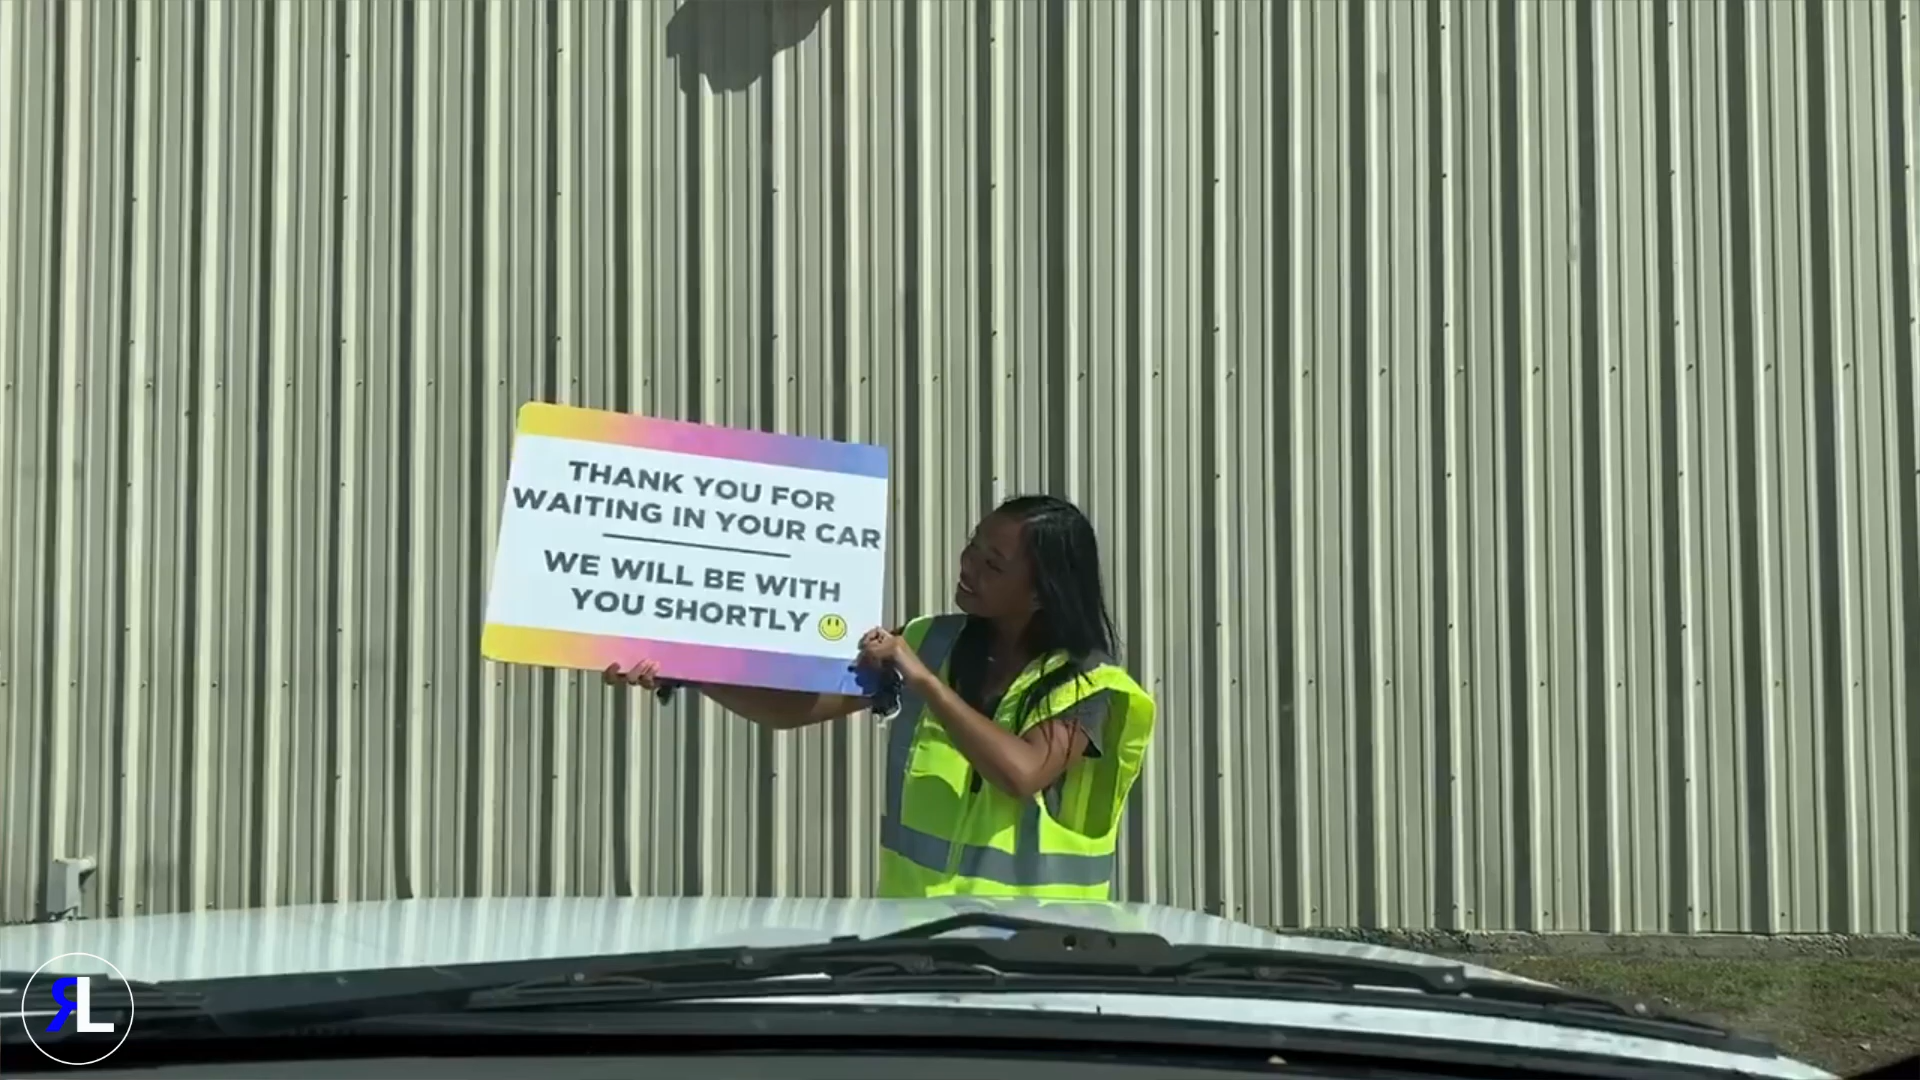 THANK YOU FOR
WAITING IN YOUR CAR
WE WILL BE WITH
YOU SHORTLY
RL